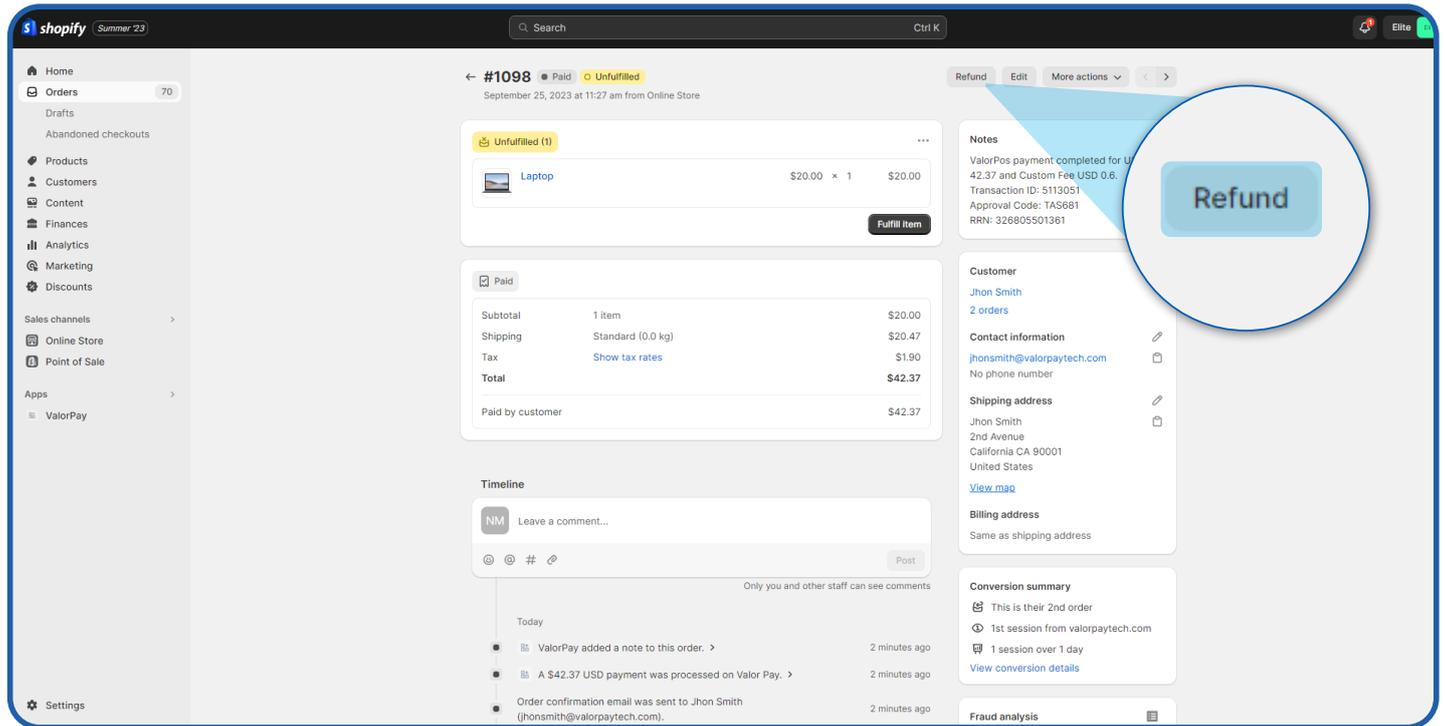 shopify Summer '23
Search Ctrl K
1
Elite
Home
Orders 70
Drafts
Abandoned checkouts
Products
Customers
Content
Finances
Analytics
Marketing
Discounts
Sales channels
Online Store
Point of Sale
Apps
ValorPay
Settings
#1098 Paid Unfulfilled
September 25, 2023 at 11:27 am from Online Store
Refund Edit More actions
Unfulfilled (1)
Laptop $20.00 × 1 $20.00
Fulfill item
Paid
Subtotal 1 item $20.00
Shipping Standard (0.0 kg) $20.47
Tax Show tax rates $1.90
Total $42.37
Paid by customer $42.37
Timeline
NM Leave a comment...
Post
Only you and other staff can see comments
Today
ValorPay added a note to this order. 2 minutes ago
A $42.37 USD payment was processed on Valor Pay. 2 minutes ago
Order confirmation email was sent to Jhon Smith
(jhonsmith@valorpaytech.com). 2 minutes ago
Notes
ValorPos payment completed for
42.37 and Custom Fee USD 0.6.
Transaction ID: 5113051
Approval Code: TAS681
RRN: 326805501361
Refund
Customer
Jhon Smith
2 orders
Contact information
jhonsmith@valorpaytech.com
No phone number
Shipping address
Jhon Smith
2nd Avenue
California CA 90001
United States
View map
Billing address
Same as shipping address
Conversion summary
This is their 2nd order
1st session from valorpaytech.com
1 session over 1 day
View conversion details
Fraud analysis